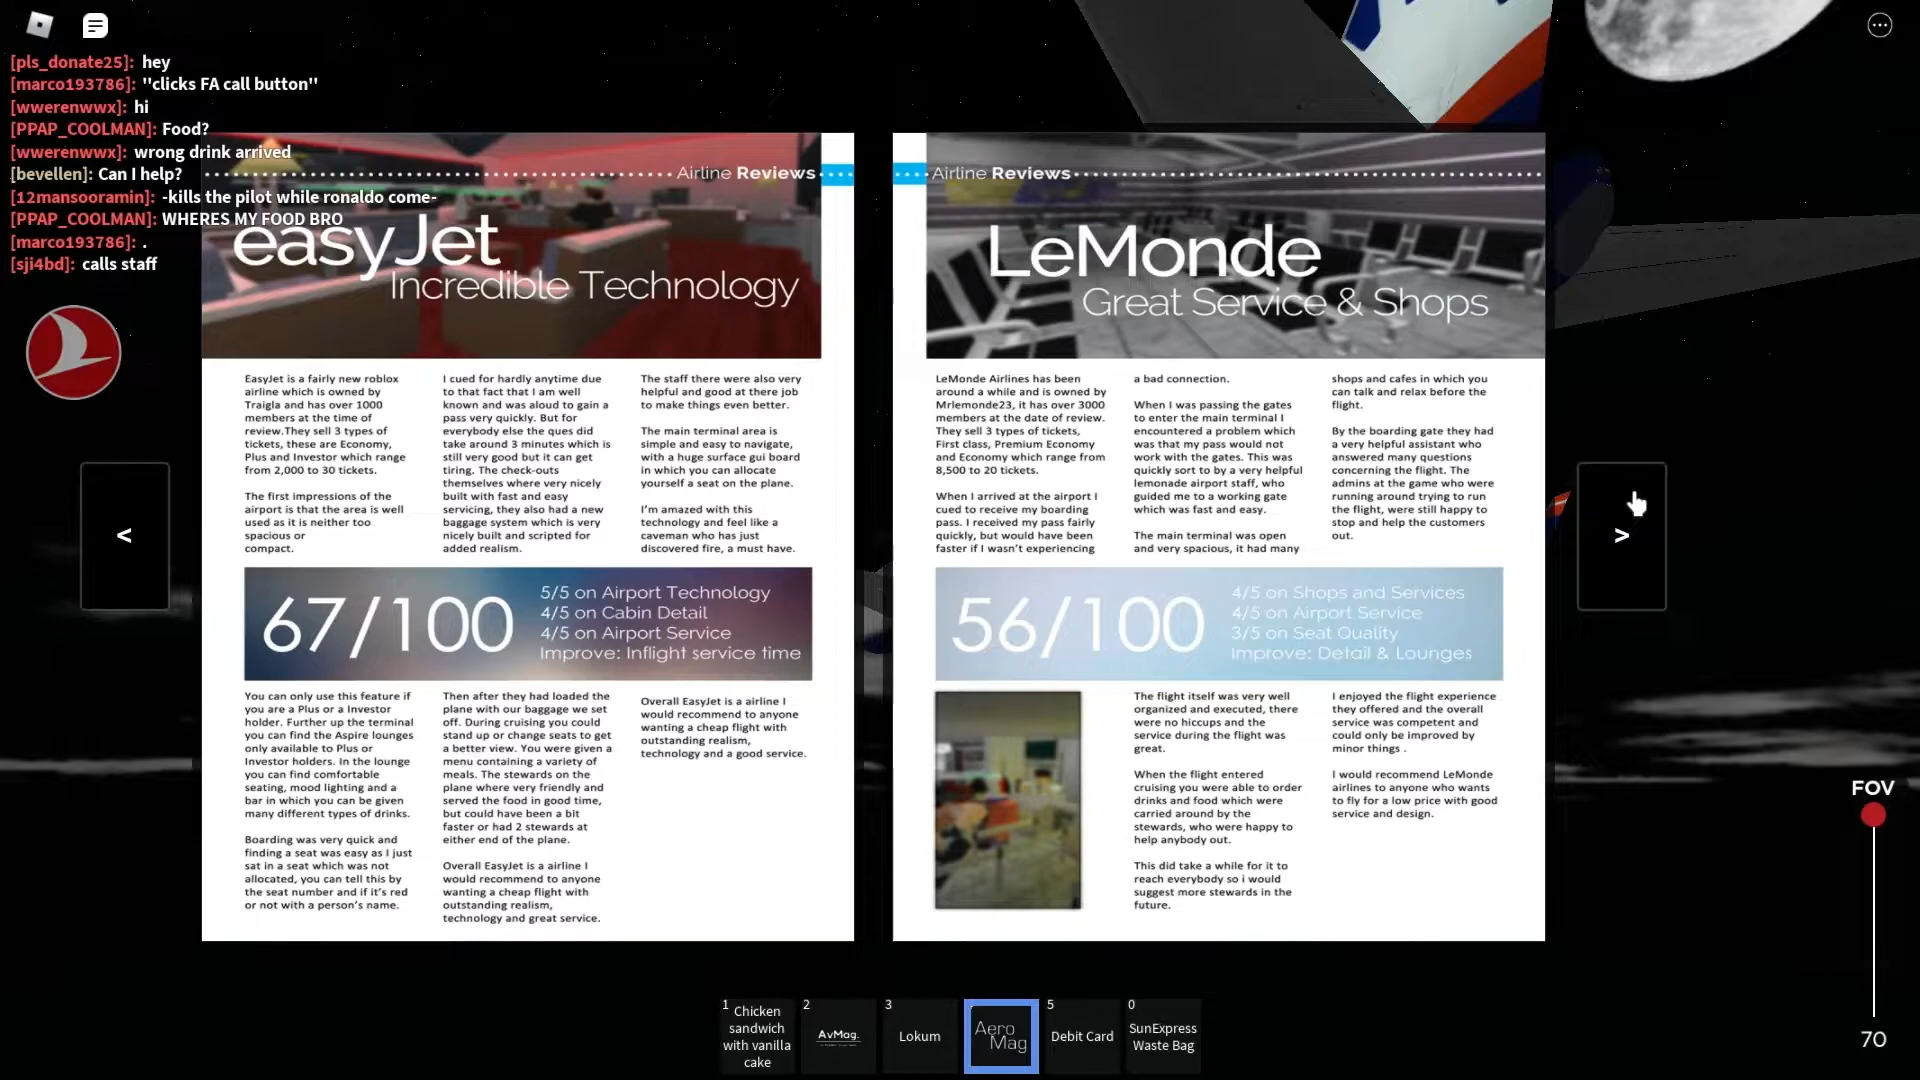 [pls_donate25]: hey
[marco193786]: "clicks FA call button"
[wwerenwwx]: hi
[PPAP_COOLMAN]: Food?
[wwerenwwx]: wrong drink arrived
[bevellen]: Can I help?
[12mansooramin]: -kills the pilot while ronaldo come-
[PPAP_COOLMAN]: WHERES MY FOOD BRO
[marco193786]: .
[sji4bd]: calls staff
Airline Reviews
easyJet
Incredible Technology
EasyJet is a fairly new roblox
airline which is owned by
Traigla and has over 1000
members at the time of
review.They sell 3 types of
tickets, these are Economy,
Plus and Investor which range
from 2,000 to 30 tickets.
The first impressions of the
airport is that the area is well
used as it is neither too
spacious or
compact.
I cued for hardly anytime due
to that fact that I am well
known and was aloud to gain a
pass very quickly. But for
everybody else the ques did
take around 3 minutes which is
still very good but it can get
tiring. The check-outs
themselves where very nicely
built with fast and easy
servicing, they also had a new
baggage system which is very
nicely built and scripted for
added realism.
The staff there were also very
helpful and good at there job
to make things even better.
The main terminal area is
simple and easy to navigate,
with a huge surface gui board
in which you can allocate
yourself a seat on the plane.
I'm amazed with this
technology and feel like a
caveman who has just
discovered fire, a must have.
67/100
5/5 on Airport Technology
4/5 on Cabin Detail
4/5 on Airport Service
Improve: Inflight service time
You can only use this feature if
you are a Plus or a Investor
holder. Further up the terminal
you can find the Aspire lounges
only available to Plus or
Investor holders. In the lounge
you can find comfortable
seating, mood lighting and a
bar in which you can be given
many different types of drinks.
Boarding was very quick and
finding a seat was easy as I just
sat in a seat which was not
allocated, you can tell this by
the seat number and if it's red
or not with a person's name.
Then after they had loaded the
plane with our baggage we set
off. During cruising you could
stand up or change seats to get
a better view. You were given a
menu containing a variety of
meals. The stewards on the
plane where very friendly and
served the food in good time,
but could have been a bit
faster or had 2 stewards at
either end of the plane.
Overall EasyJet is a airline I
would recommend to anyone
wanting a cheap flight with
outstanding realism,
technology and great service.
Overall EasyJet is a airline I
would recommend to anyone
wanting a cheap flight with
outstanding realism,
technology and a good service.
Airline Reviews
LeMonde
Great Service & Shops
LeMonde Airlines has been
around a while and is owned by
Mrlemonde23, it has over 3000
members at the date of review.
They sell 3 types of tickets,
First class, Premium Economy
and Economy which range from
8,500 to 20 tickets.
When I arrived at the airport I
cued to receive my boarding
pass. I received my pass fairly
quickly, but would have been
faster if I wasn't experiencing
a bad connection.
When I was passing the gates
to enter the main terminal I
encountered a problem which
was that my pass would not
work with the gates. This was
quickly sort to by a very helpful
lemonade airport staff, who
guided me to a working gate
which was fast and easy.
The main terminal was open
and very spacious, it had many
shops and cafes in which you
can talk and relax before the
flight.
By the boarding gate they had
a very helpful assistant who
answered many questions
concerning the flight. The
admins at the game who were
running around trying to run
the flight, were still happy to
stop and help the customers
out.
56/100
4/5 on Shops and Services
4/5 on Airport Service
3/5 on Seat Quality
Improve: Detail & Lounges
The flight itself was very well
organized and executed, there
were no hiccups and the
service during the flight was
great.
When the flight entered
cruising you were able to order
drinks and food which were
carried around by the
stewards, who were happy to
help anybody out.
This did take a while for it to
reach everybody so i would
suggest more stewards in the
future.
I enjoyed the flight experience
they offered and the overall
service was competent and
could only be improved by
minor things .
I would recommend LeMonde
airlines to anyone who wants
to fly for a low price with good
service and design.
<
>
FOV
70
1
Chicken
sandwich
with vanilla
cake
2
AvMag.
3
Lokum
Aero
Mag
5
Debit Card
0
SunExpress
Waste Bag